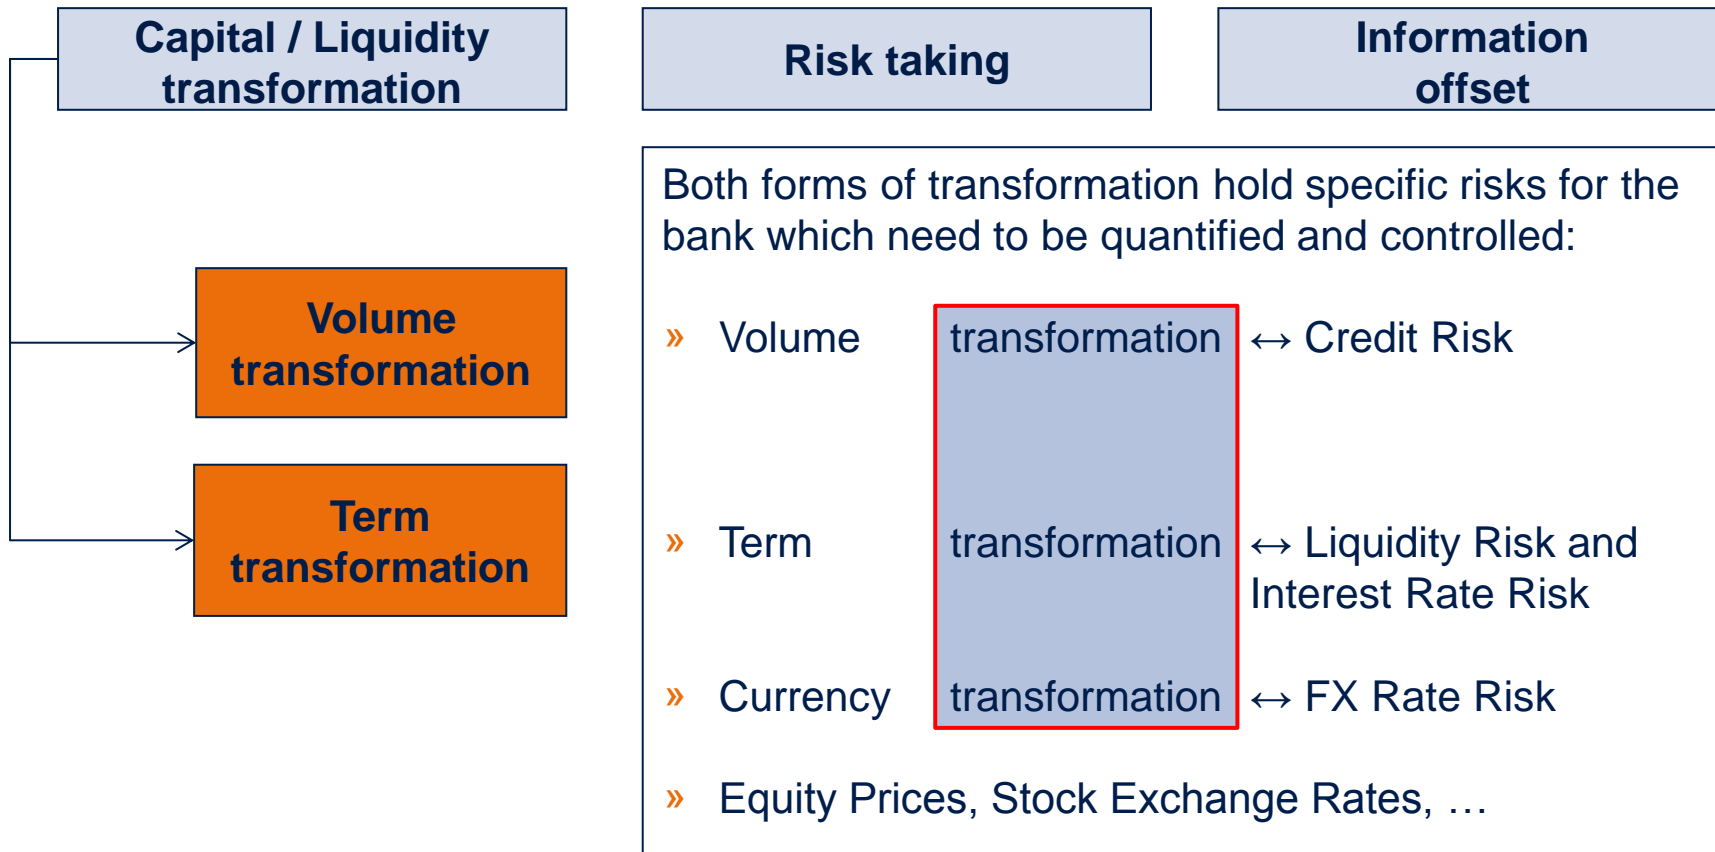 Capital / Liquidity
transformation
Risk taking
Information
offset
Volume
transformation
Term
transformation
Both forms of transformation hold specific risks for the
bank which need to be quantified and controlled:
» Volume transformation ↔ Credit Risk
» Term transformation ↔ Liquidity Risk and
Interest Rate Risk
» Currency transformation ↔ FX Rate Risk
» Equity Prices, Stock Exchange Rates, …